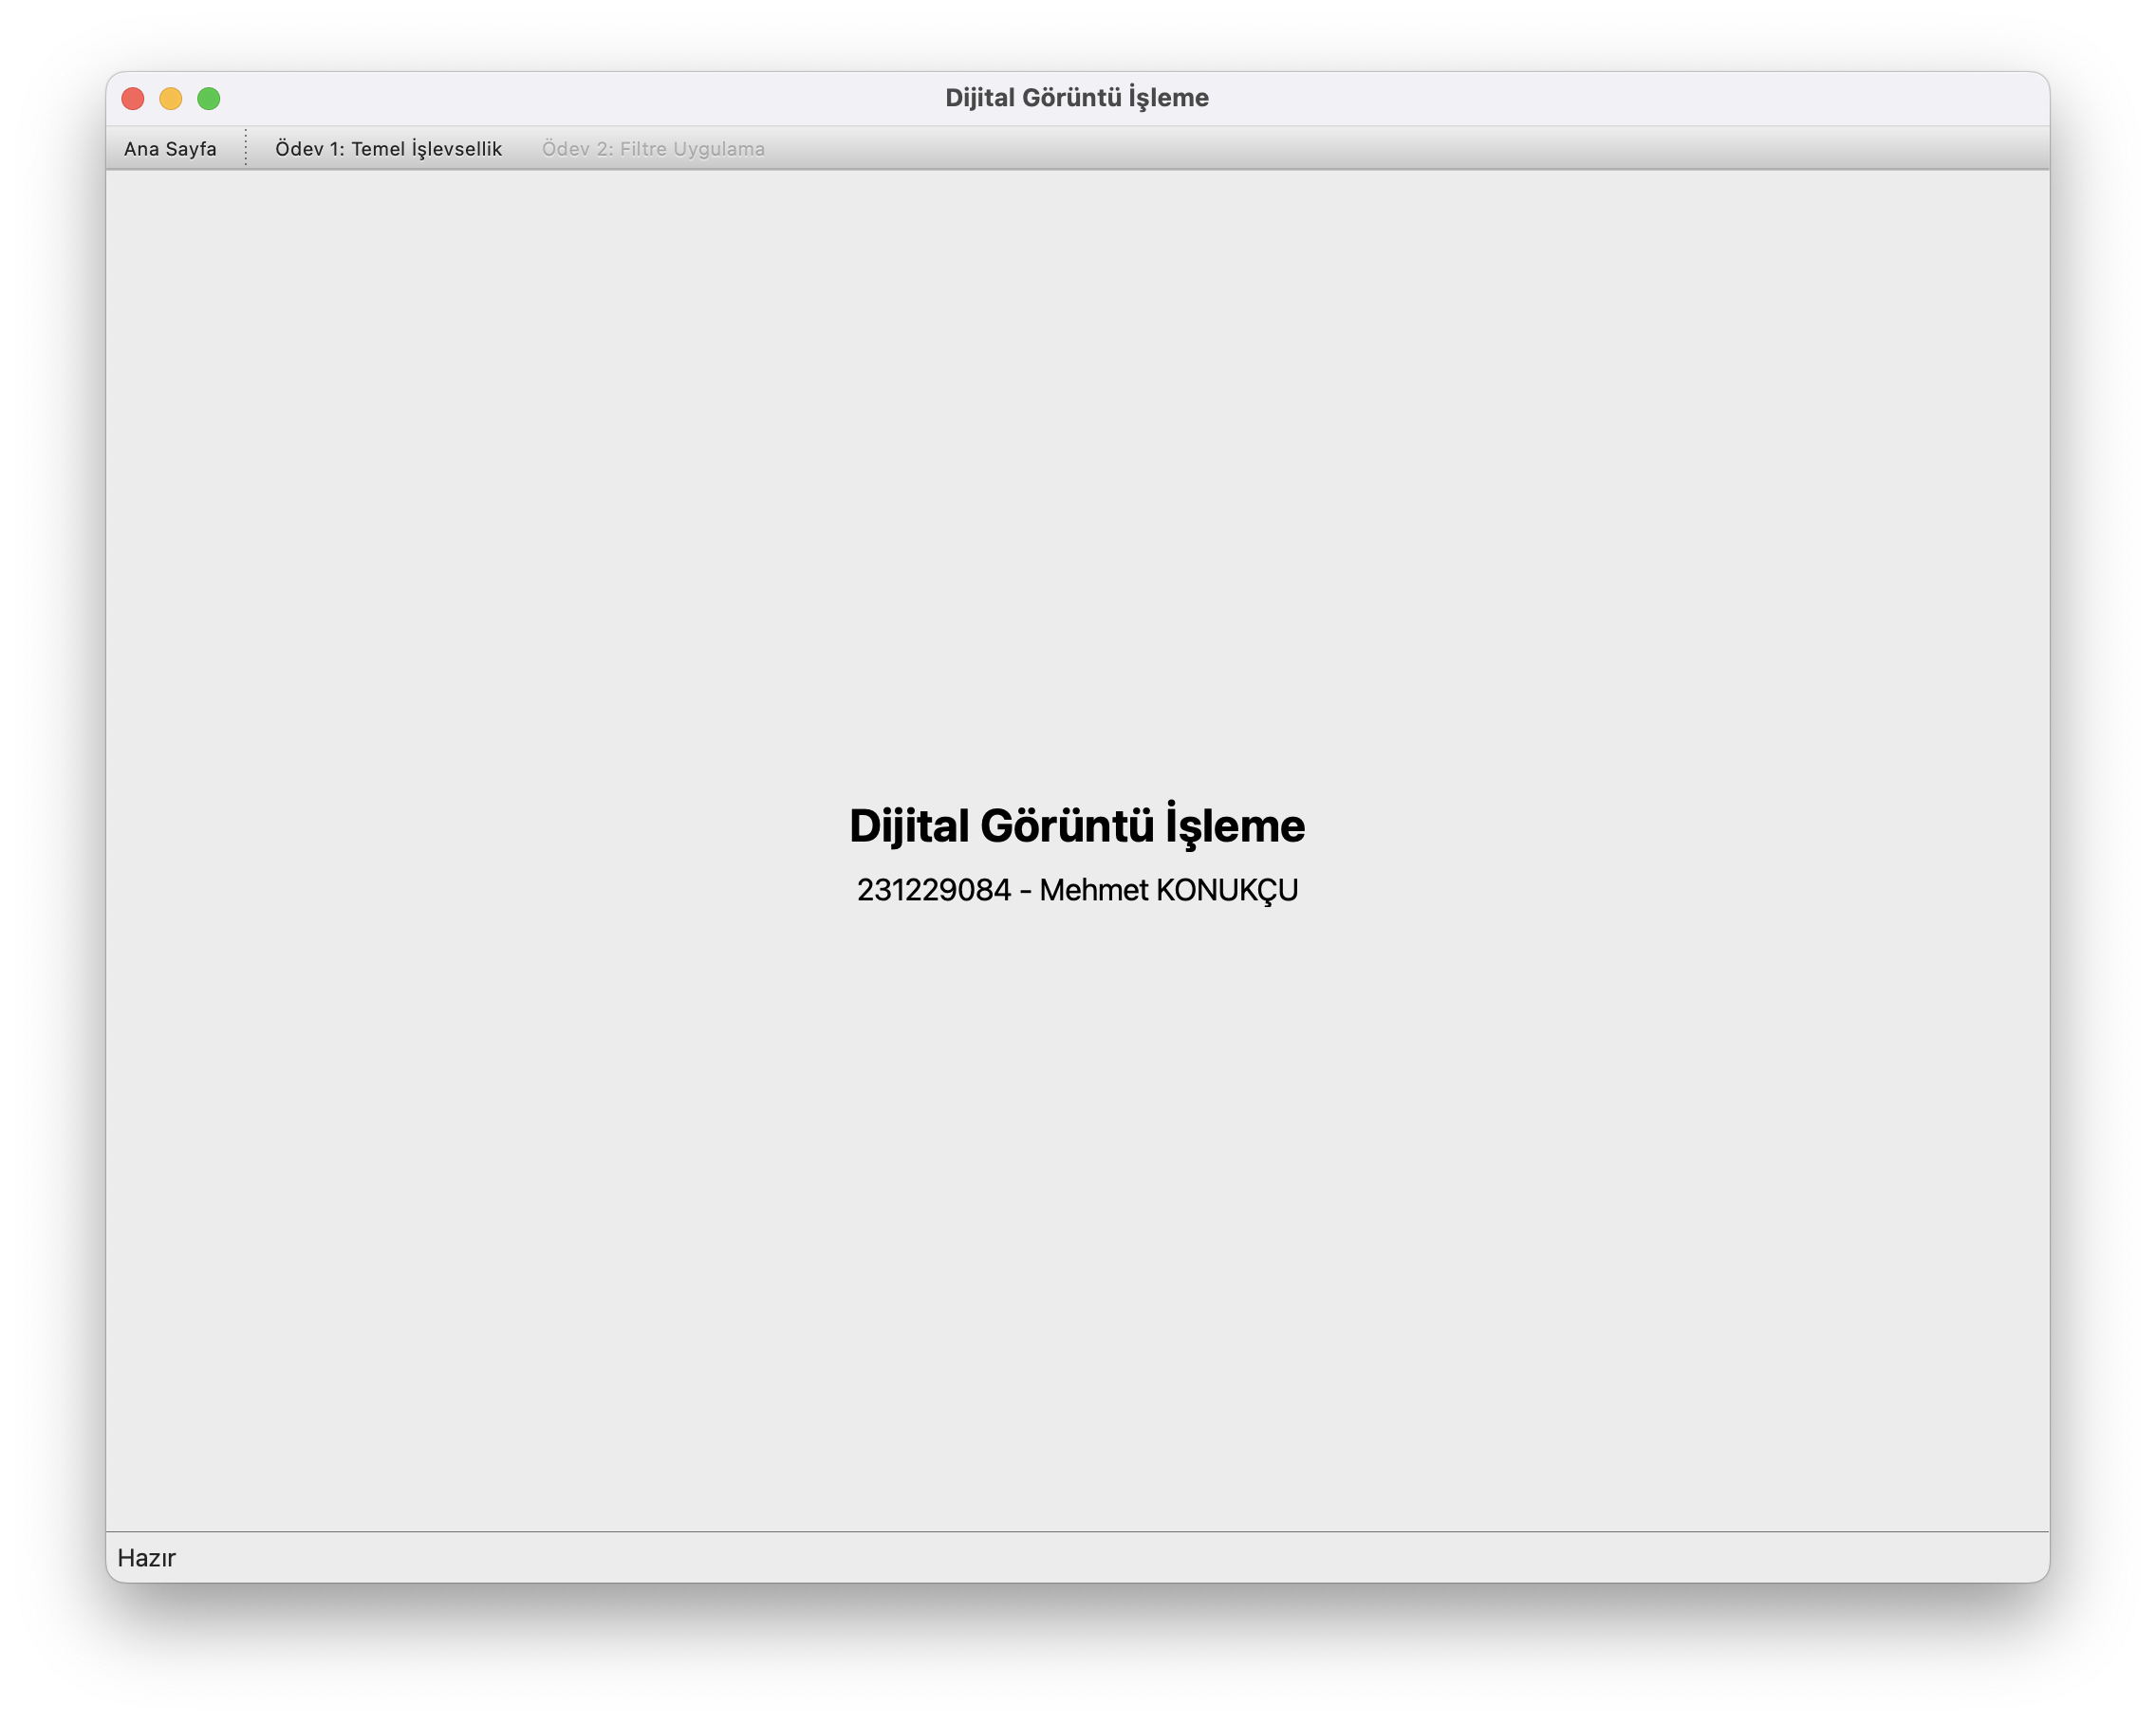 Dijital Görüntü İşleme
Ana Sayfa Ödev 1: Temel İşlevsellik Ödev 2: Filtre Uygulama
Dijital Görüntü İşleme
231229084 - Mehmet KONUKÇU
Hazır